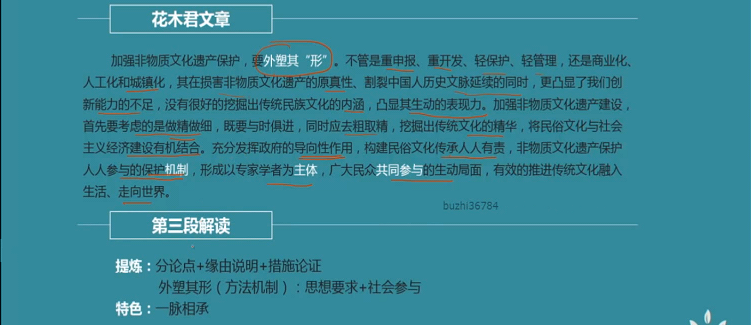 花木君文章
加强非物质文化遗产保护，要外塑其“形”。不管是重申报、重开发、轻保护、轻管理，还是商业化、
人工化和城镇化，其在损害非物质文化遗产的原真性、割裂中国人历史文脉延续的同时，更凸显了我们创
新能力的不足，没有很好的挖掘出传统民族文化的内涵，凸显其生动的表现力。加强非物质文化遗产建设，
首先要考虑的是做精做细，既要与时俱进，同时应去粗取精，挖掘出传统文化的精华，将民俗文化与社会
主义经济建设有机结合。充分发挥政府的导向性作用，构建民俗文化传承人人有责，非物质文化遗产保护
人人参与的保护机制，形成以专家学者为主体，广大民众共同参与的生动局面，有效的推进传统文化融入
生活、走向世界。
buzhi36784
第三段解读
提炼：分论点+缘由说明+措施论证
外塑其形（方法机制）：思想要求+社会参与
特色：一脉相承